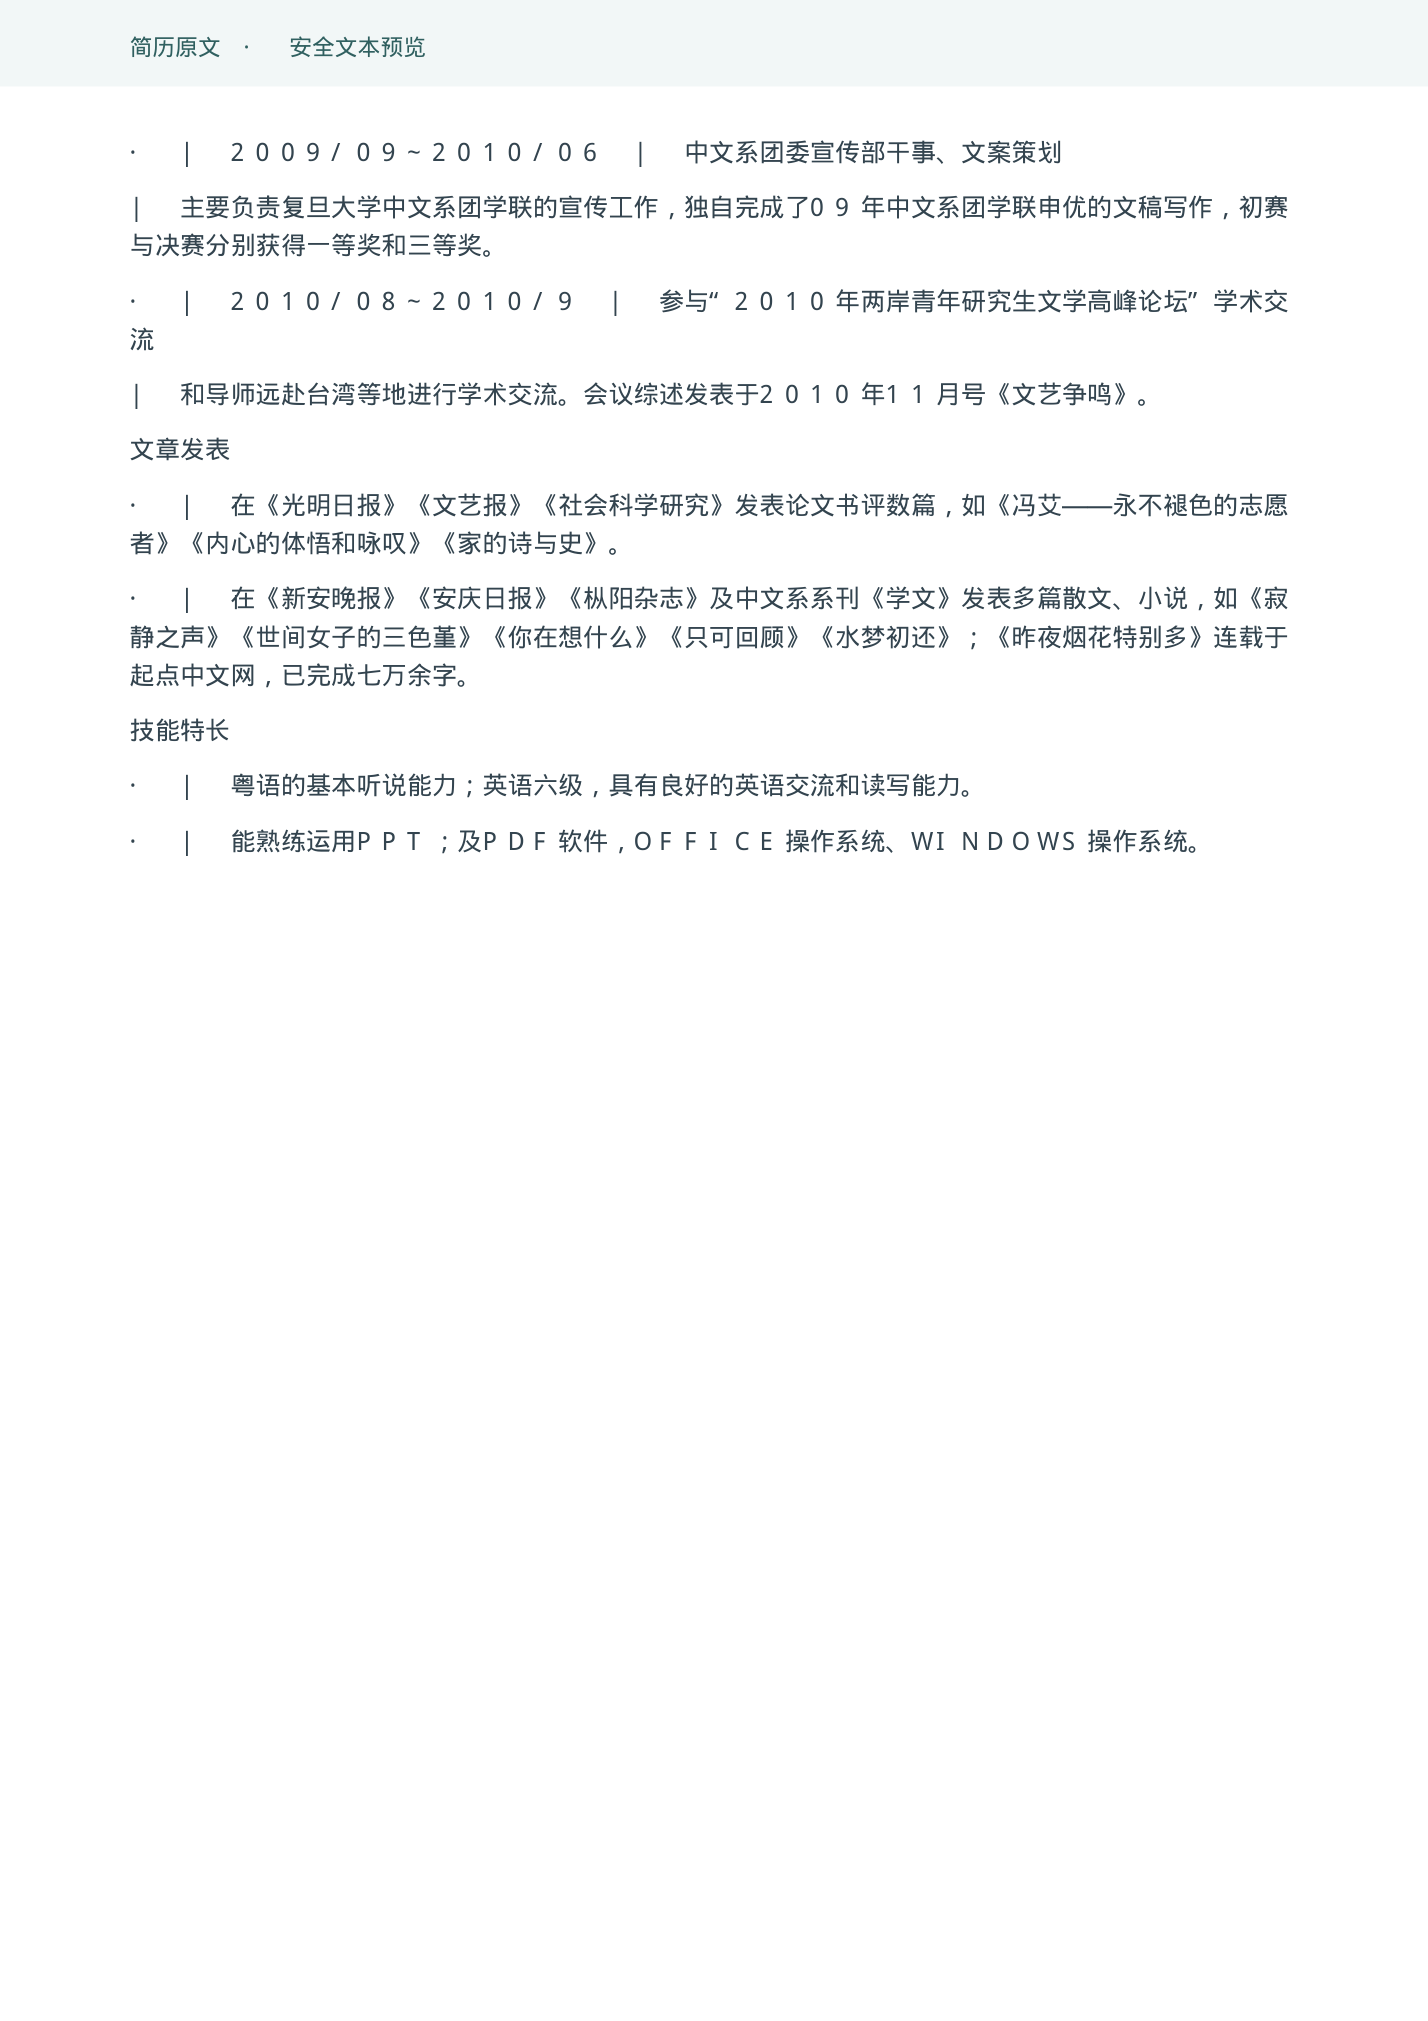 简历原文 · 安全文本预览
· | 2009/09~2010/06 | 中文系团委宣传部干事、文案策划
| 主要负责复旦大学中文系团学联的宣传工作，独自完成了09年中文系团学联申优的文稿写作，初赛
与决赛分别获得一等奖和三等奖。
· | 2010/08~2010/9 | 参与“2010年两岸青年研究生文学高峰论坛”学术交
流
| 和导师远赴台湾等地进行学术交流。会议综述发表于2010年11月号《文艺争鸣》。
文章发表
· | 在《光明日报》《文艺报》《社会科学研究》发表论文书评数篇，如《冯艾——永不褪色的志愿
者》《内心的体悟和咏叹》《家的诗与史》。
· | 在《新安晚报》《安庆日报》《枞阳杂志》及中文系系刊《学文》发表多篇散文、小说，如《寂
静之声》《世间女子的三色堇》《你在想什么》《只可回顾》《水梦初还》；《昨夜烟花特别多》连载于
起点中文网，已完成七万余字。
技能特长
· | 粤语的基本听说能力；英语六级，具有良好的英语交流和读写能力。
· | 能熟练运用PPT；及PDF软件，OFFICE操作系统、WINDOWS操作系统。